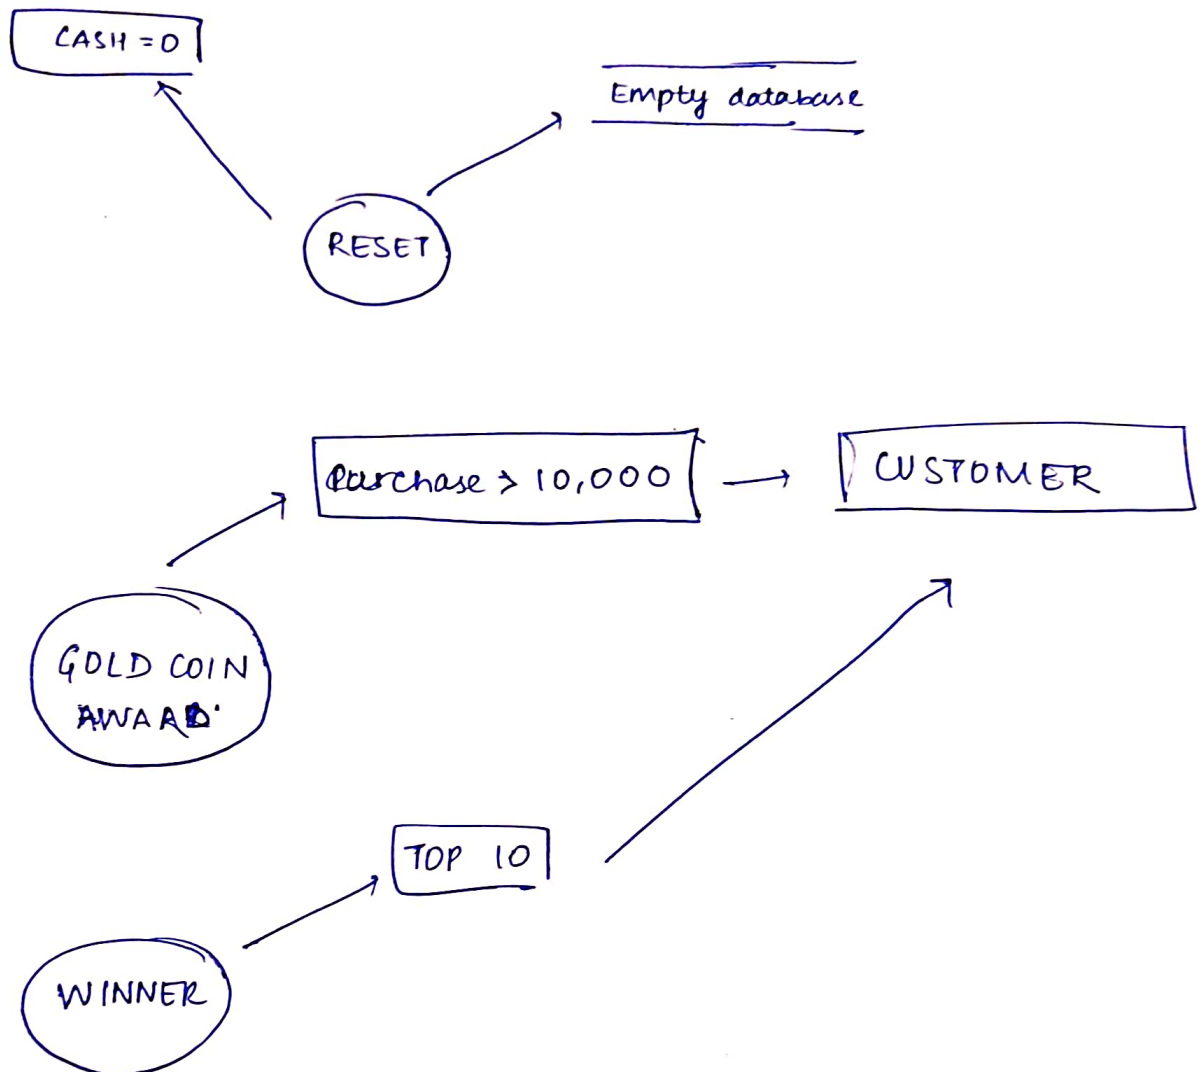 CASH = 0
Empty database
RESET
Purchase > 10,000
CUSTOMER
GOLD COIN
AWARD
TOP 10
WINNER